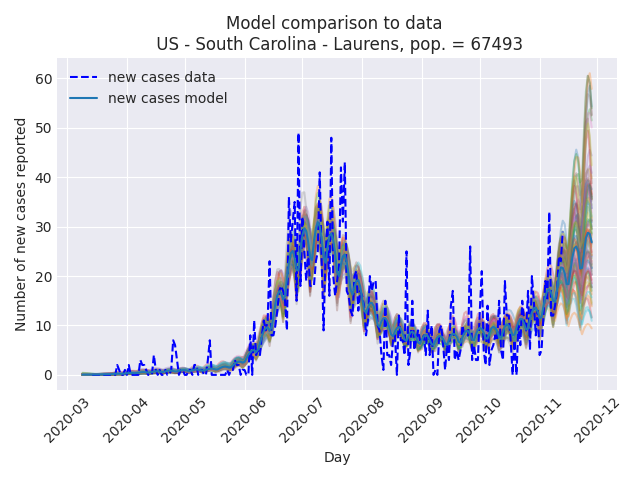 Model comparison to data
US - South Carolina - Laurens, pop. = 67493
new cases data
new cases model
Number of new cases reported
60
50
40
30
20
10
0
2020-03
2020-04
2020-05
2020-06
2020-07
2020-08
2020-09
2020-10
2020-11
2020-12
Day